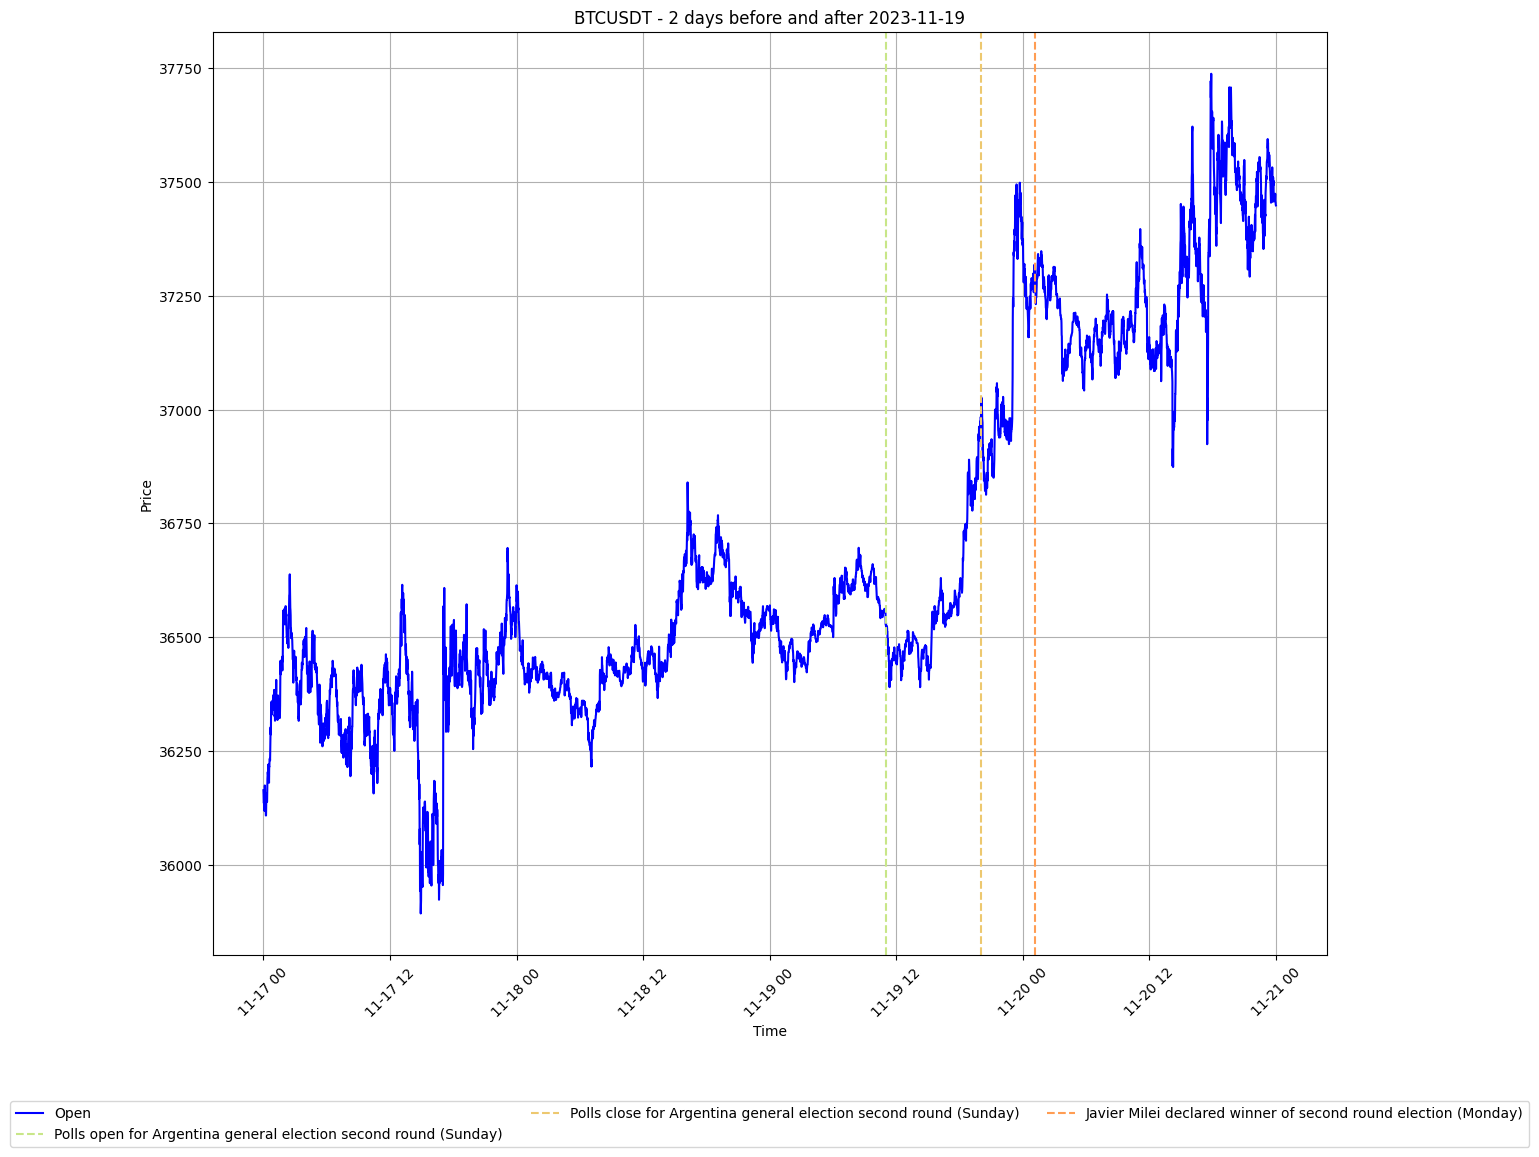 BTCUSDT - 2 days before and after 2023-11-19
37750
37500
37250
37000
36750
36500
36250
36000
Price
11-17 00
11-17 12
11-18 00
11-18 12
11-19 00
11-19 12
11-20 00
11-20 12
11-21 00
Time
Open
Polls open for Argentina general election second round (Sunday)
Polls close for Argentina general election second round (Sunday)
Javier Milei declared winner of second round election (Monday)